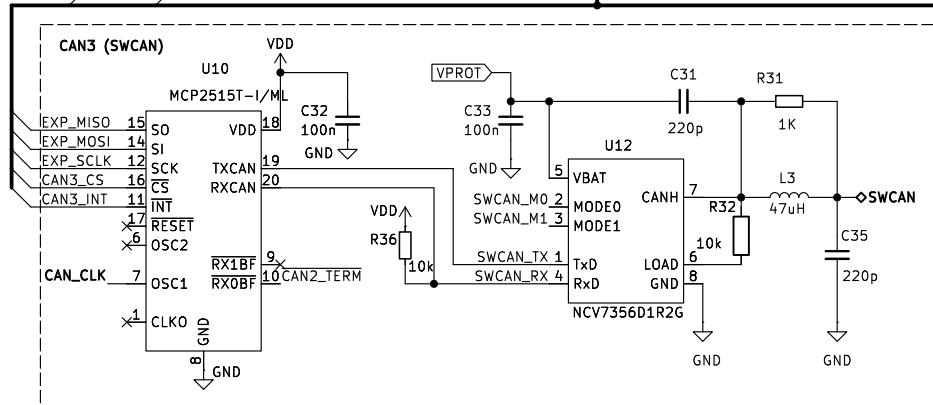 CAN3 (SWCAN)
VDD
U10
MCP2515T-I/ML
VPROT
C31
R31
C32
100n
C33
100n
220p
1K
EXP_MISO 15 SO
VDD 18
GND
U12
EXP_MOSI 14 SI
EXP_SCLK 12 SCK
TXCAN 19
GND
5 VBAT
L3
CAN3_CS 16 CS
RXCAN 20
SWCAN_M0 2 MODE0
CANH 7
R32
47uH
SWCAN
CAN3_INT 11 INT
VDD
SWCAN_M1 3 MODE1
17 RESET
6 OSC2
R36
10k
C35
RX1BF 9
10k
SWCAN_TX 1 TxD
LOAD 6
CAN_CLK 7 OSC1
RX0BF 10 CAN2_TERM
SWCAN_RX 4 RxD
GND 8
220p
1 CLKO
NCV7356D1R2G
GND
8
GND
GND
GND